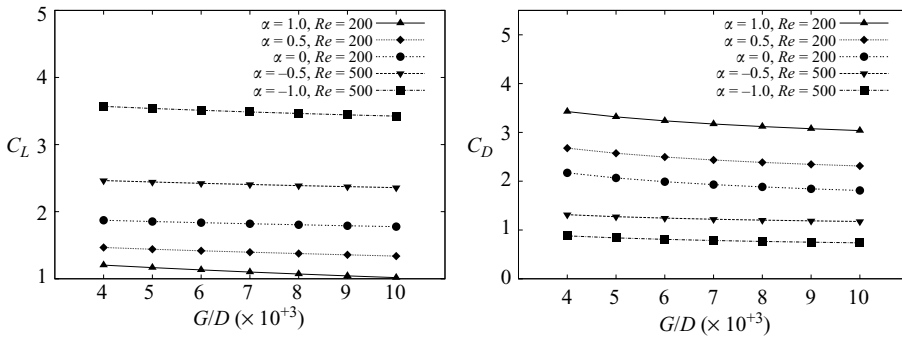 5
4
3
2
1
C_L
α = 1.0, Re = 200
α = 0.5, Re = 200
α = 0, Re = 200
α = –0.5, Re = 500
α = –1.0, Re = 500
4 5 6 7 8 9 10
G/D (× 10^{+3})
5
4
3
2
1
0
C_D
α = 1.0, Re = 200
α = 0.5, Re = 200
α = 0, Re = 200
α = –0.5, Re = 500
α = –1.0, Re = 500
4 5 6 7 8 9 10
G/D (× 10^{+3})